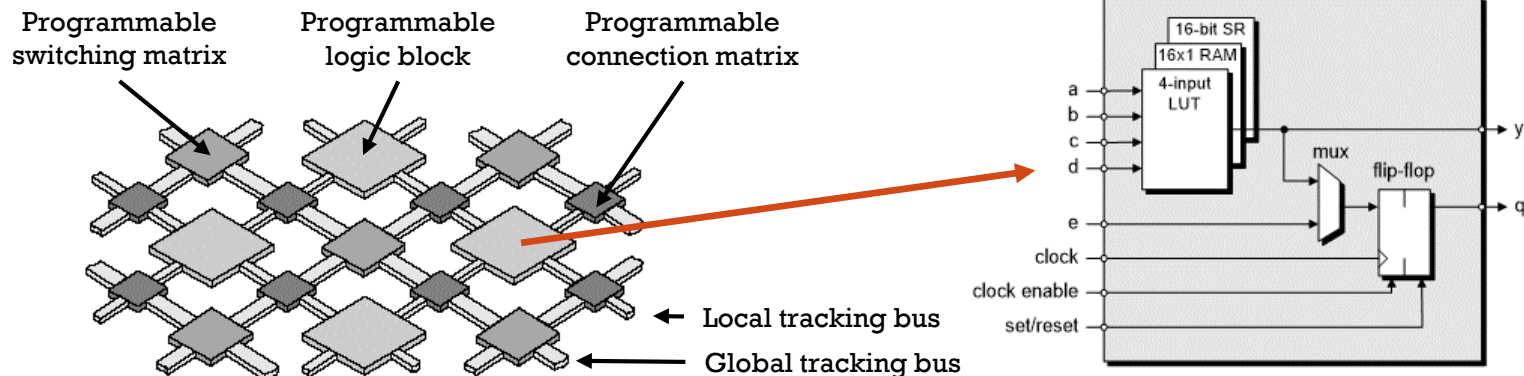 Programmable
switching matrix
Programmable
logic block
Programmable
connection matrix
Local tracking bus
Global tracking bus
16-bit SR
16x1 RAM
4-input
LUT
a
b
c
d
e
clock
clock enable
set/reset
mux
flip-flop
y
q